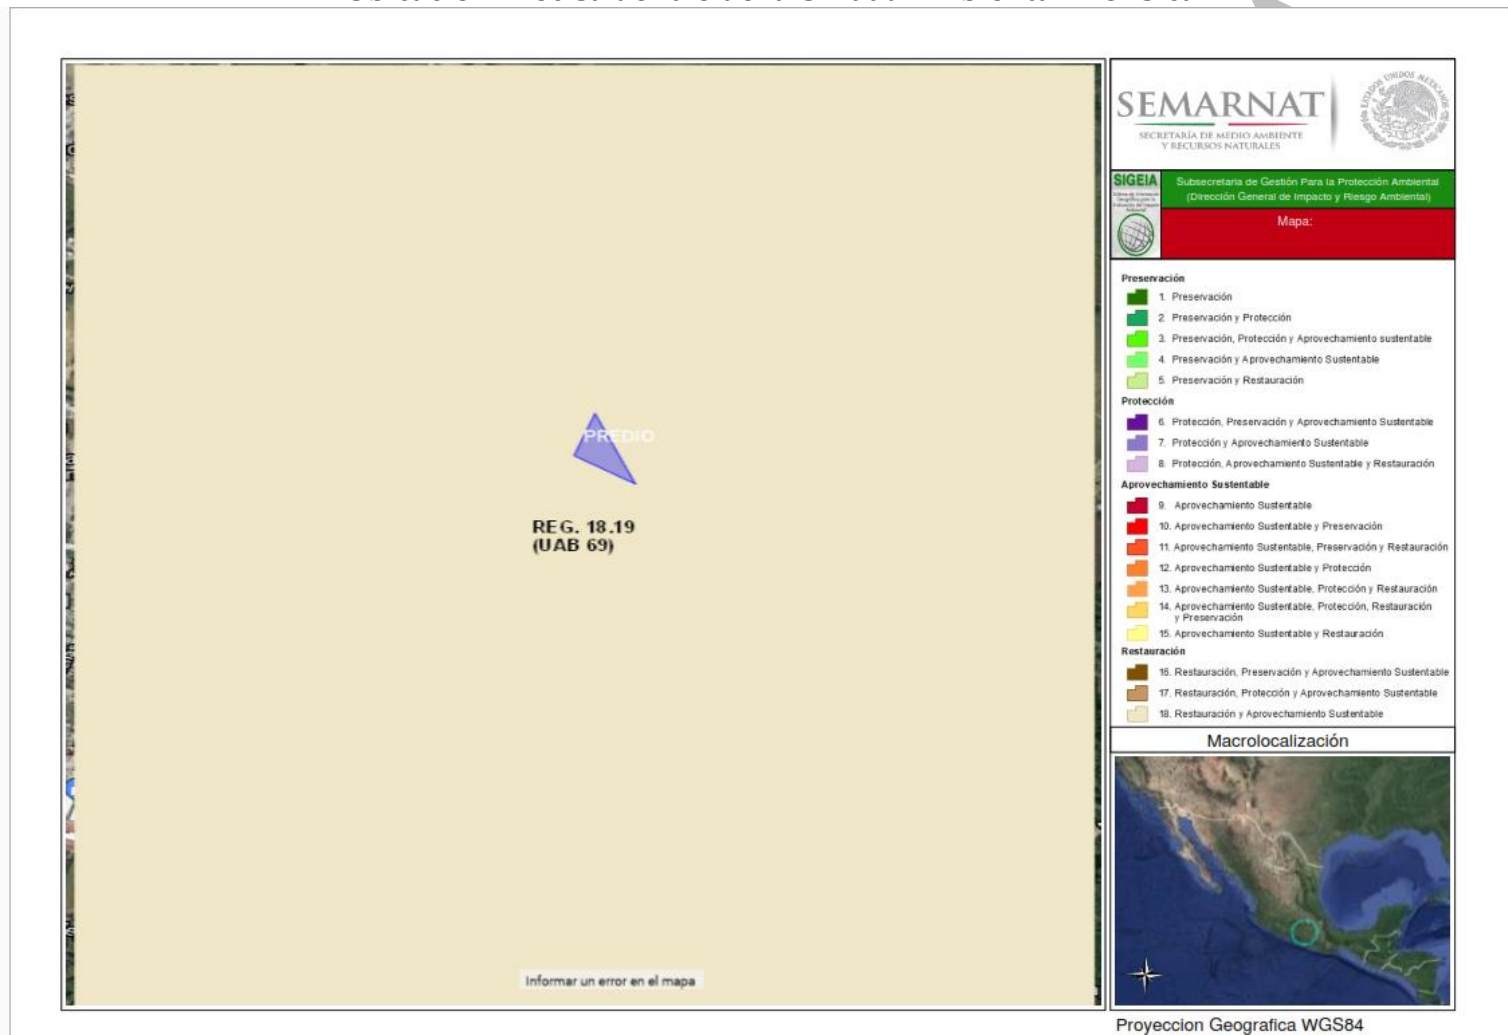 PREDIO
REG. 18.19
(UAB 69)
Informar un error en el mapa
SEMARNAT
SECRETARÍA DE MEDIO AMBIENTE
Y RECURSOS NATURALES
ESTADOS UNIDOS MEXICANOS
SIGEIA
Subsecretaria de Gestión Para la Protección Ambiental
(Dirección General de Impacto y Riesgo Ambiental)
Mapa:
Preservación
1. Preservación
2. Preservación y Protección
3. Preservación, Protección y Aprovechamiento sustentable
4. Preservación y Aprovechamiento Sustentable
5. Preservación y Restauración
Protección
6. Protección, Preservación y Aprovechamiento Sustentable
7. Protección y Aprovechamiento Sustentable
8. Protección, Aprovechamiento Sustentable y Restauración
Aprovechamiento Sustentable
9. Aprovechamiento Sustentable
10. Aprovechamiento Sustentable y Preservación
11. Aprovechamiento Sustentable, Preservación y Restauración
12. Aprovechamiento Sustentable y Protección
13. Aprovechamiento Sustentable, Protección y Restauración
14. Aprovechamiento Sustentable, Protección, Restauración
y Preservación
15. Aprovechamiento Sustentable y Restauración
Restauración
16. Restauración, Preservación y Aprovechamiento Sustentable
17. Restauración, Protección y Aprovechamiento Sustentable
18. Restauración y Aprovechamiento Sustentable
Macrolocalización
Proyeccion Geografica WGS84